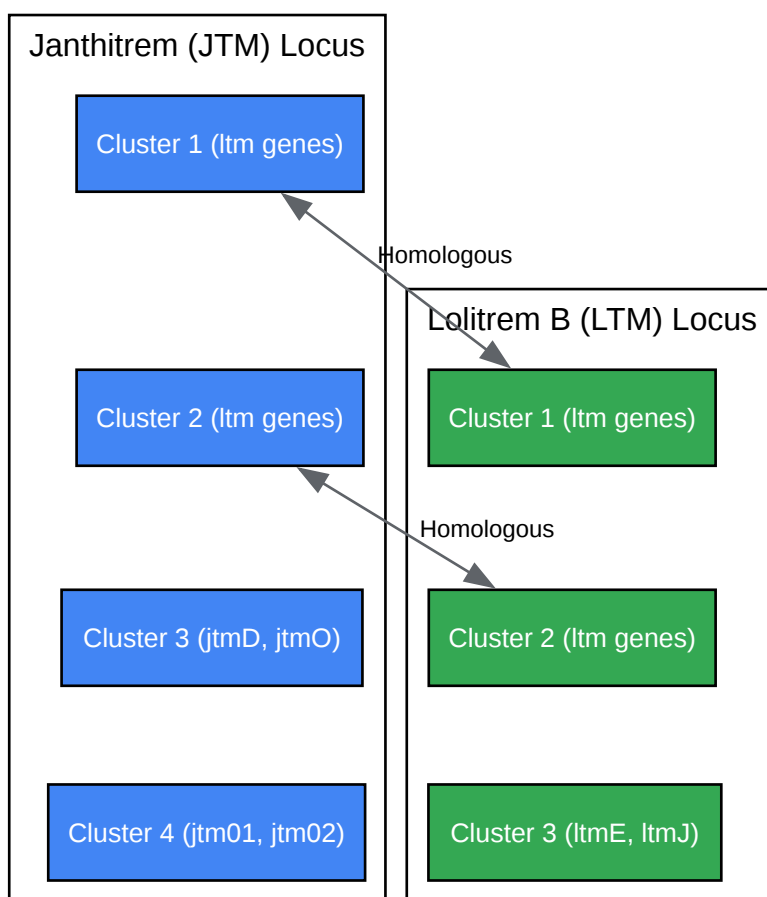 Janthitrem (JTM) Locus
Cluster 1 (ltm genes)
Homologous
Lolitrem B (LTM) Locus
Cluster 2 (ltm genes)
Cluster 1 (ltm genes)
Homologous
Cluster 3 (jtmD, jtmO)
Cluster 2 (ltm genes)
Cluster 4 (jtm01, jtm02)
Cluster 3 (ltmE, ltmJ)